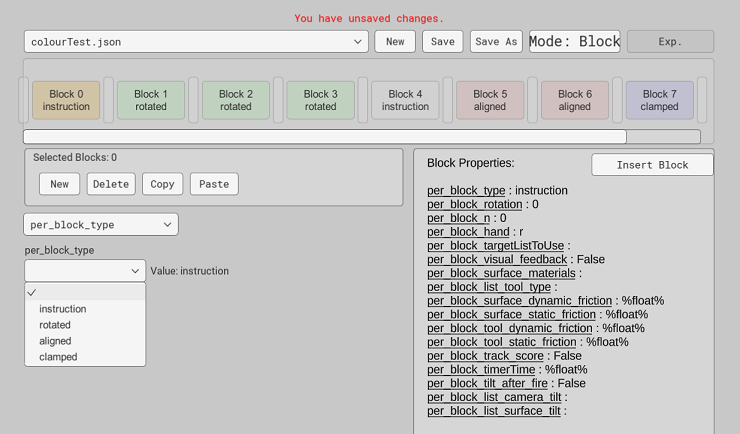 You have unsaved changes.
colourTest.json New Save Save As Mode: Block Exp.
Block 0 instruction
Block 1 rotated
Block 2 rotated
Block 3 rotated
Block 4 instruction
Block 5 aligned
Block 6 aligned
Block 7 clamped
Selected Blocks: 0
New Delete Copy Paste
per_block_type
per_block_type
Value: instruction
instruction
rotated
aligned
clamped
Block Properties:
Insert Block
per_block_type : instruction
per_block_rotation : 0
per_block_n : 0
per_block_hand : r
per_block_targetListToUse :
per_block_visual_feedback : False
per_block_surface_materials :
per_block_list_tool_type :
per_block_surface_dynamic_friction : %float%
per_block_surface_static_friction : %float%
per_block_tool_dynamic_friction : %float%
per_block_tool_static_friction : %float%
per_block_track_score : False
per_block_timerTime : %float%
per_block_tilt_after_fire : False
per_block_list_camera_tilt :
per_block_list_surface_tilt :